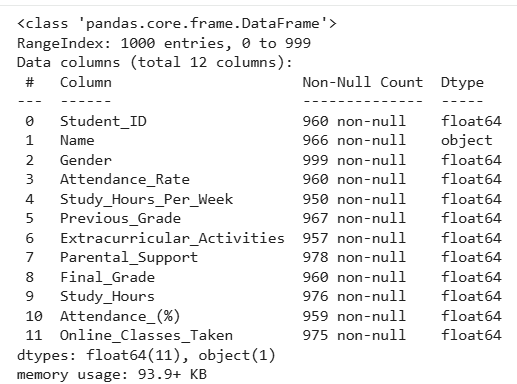 <class 'pandas.core.frame.DataFrame'>
RangeIndex: 1000 entries, 0 to 999
Data columns (total 12 columns):
 #   Column                      Non-Null Count  Dtype
---  ------                      --------------  -----
 0   Student_ID                  960 non-null    float64
 1   Name                        966 non-null    object
 2   Gender                      999 non-null    float64
 3   Attendance_Rate             960 non-null    float64
 4   Study_Hours_Per_Week        950 non-null    float64
 5   Previous_Grade              967 non-null    float64
 6   Extracurricular_Activities  957 non-null    float64
 7   Parental_Support            978 non-null    float64
 8   Final_Grade                 960 non-null    float64
 9   Study_Hours                 976 non-null    float64
 10  Attendance_(%)              959 non-null    float64
 11  Online_Classes_Taken        975 non-null    float64
dtypes: float64(11), object(1)
memory usage: 93.9+ KB